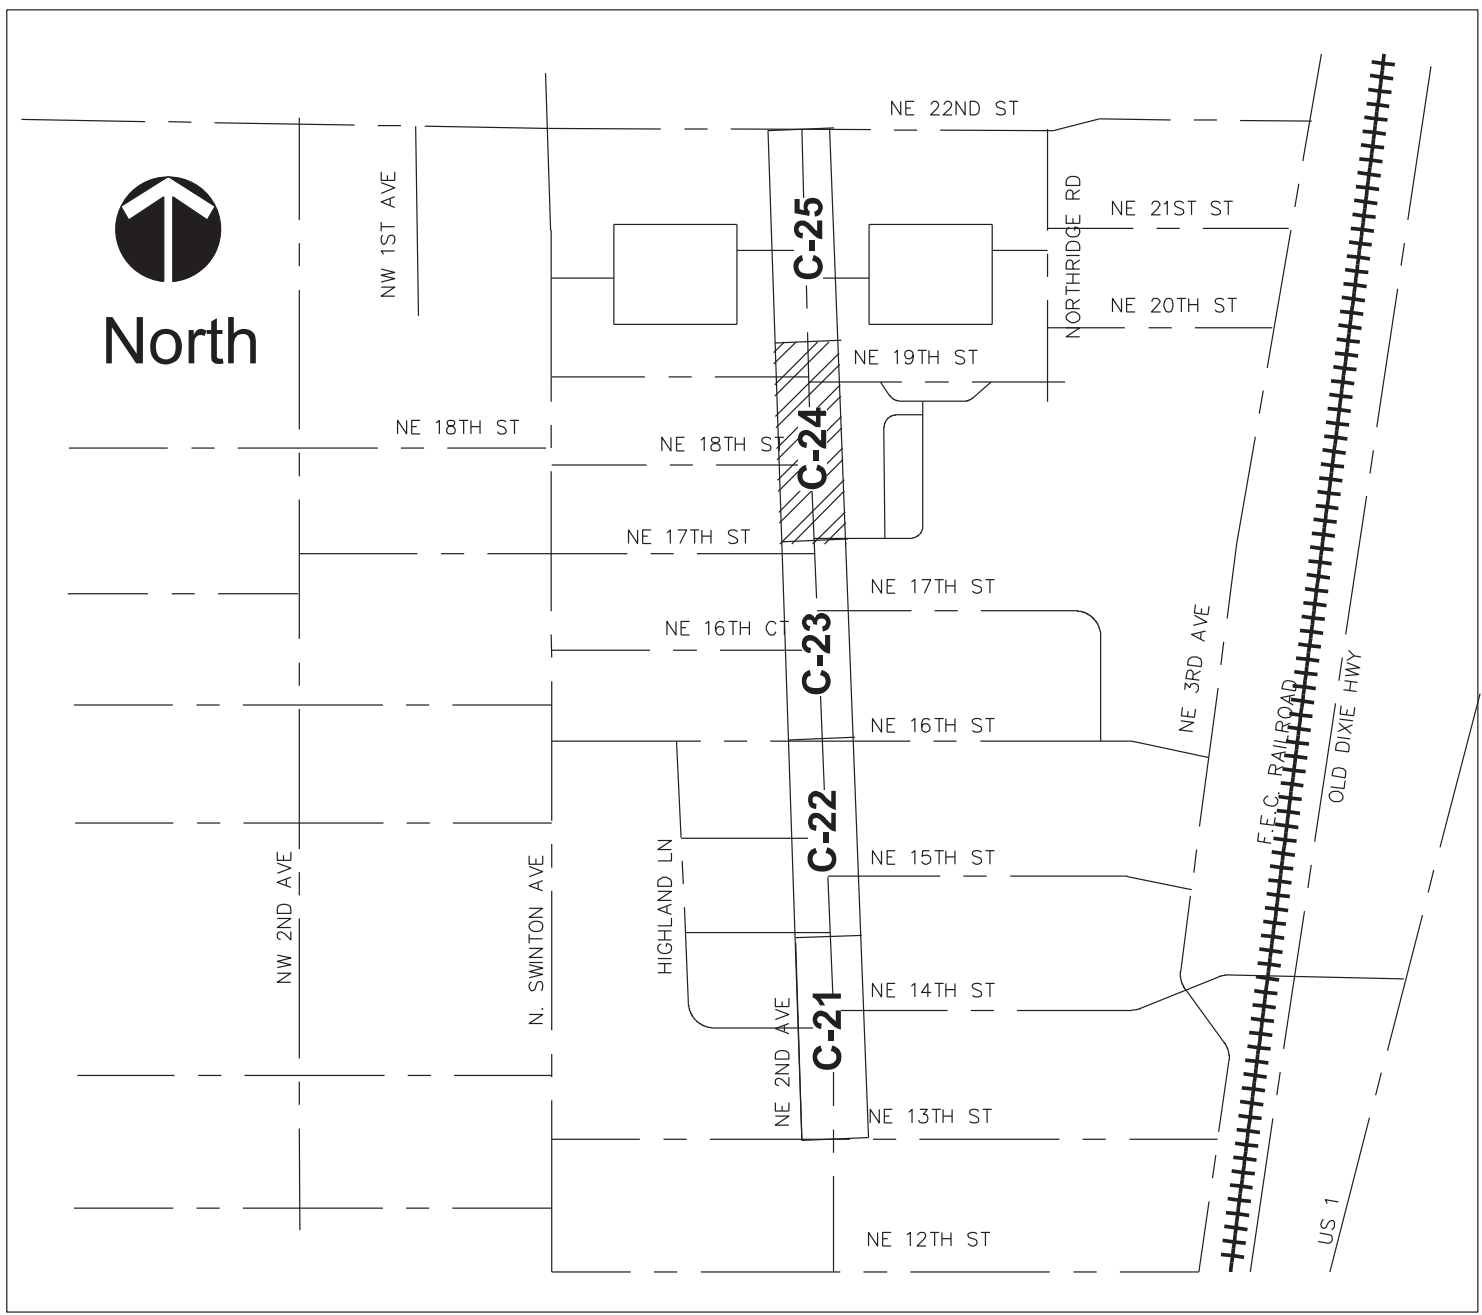 NE 22ND ST
NW 1ST AVE
North
C-25
NORTHRIDGE RD
NE 21ST ST
NE 20TH ST
NE 19TH ST
NE 18TH ST
NE 18TH ST
C-24
NE 17TH ST
NE 17TH ST
NE 16TH CT
C-23
NE 3RD AVE
F.E.C. RAILROAD
OLD DIXIE HWY
NE 16TH ST
C-22
NE 15TH ST
NW 2ND AVE
N. SWINTON AVE
HIGHLAND LN
NE 2ND AVE
C-21
NE 14TH ST
NE 13TH ST
US 1
NE 12TH ST